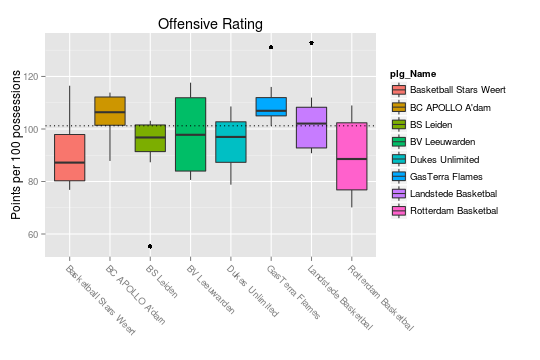 Offensive Rating
Points per 100 possessions
120
100
80
60
Basketball Stars Weert
BC APOLLO A'dam
BS Leiden
BV Leeuwarden
Dukes Unlimited
GasTerra Flames
Landstede Basketbal
Rotterdam Basketbal
plg_Name
Basketball Stars Weert
BC APOLLO A'dam
BS Leiden
BV Leeuwarden
Dukes Unlimited
GasTerra Flames
Landstede Basketbal
Rotterdam Basketbal